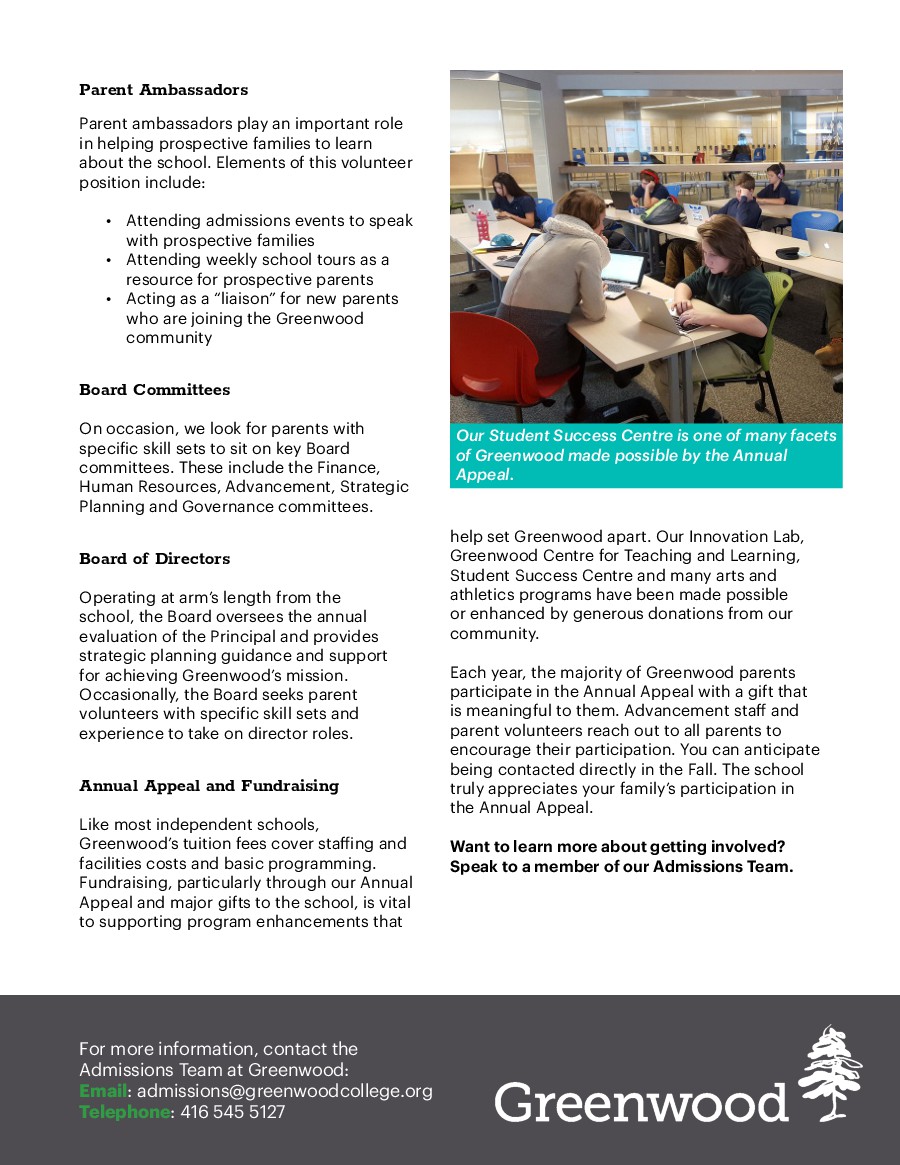 Parent Ambassadors
Parent ambassadors play an important role
in helping prospective families to learn
about the school. Elements of this volunteer
position include:
• Attending admissions events to speak
with prospective families
• Attending weekly school tours as a
resource for prospective parents
• Acting as a “liaison” for new parents
who are joining the Greenwood
community
Board Committees
On occasion, we look for parents with
specific skill sets to sit on key Board
committees. These include the Finance,
Human Resources, Advancement, Strategic
Planning and Governance committees.
Board of Directors
Operating at arm’s length from the
school, the Board oversees the annual
evaluation of the Principal and provides
strategic planning guidance and support
for achieving Greenwood’s mission.
Occasionally, the Board seeks parent
volunteers with specific skill sets and
experience to take on director roles.
Annual Appeal and Fundraising
Like most independent schools,
Greenwood’s tuition fees cover staffing and
facilities costs and basic programming.
Fundraising, particularly through our Annual
Appeal and major gifts to the school, is vital
to supporting program enhancements that
Our Student Success Centre is one of many facets
of Greenwood made possible by the Annual
Appeal.
help set Greenwood apart. Our Innovation Lab,
Greenwood Centre for Teaching and Learning,
Student Success Centre and many arts and
athletics programs have been made possible
or enhanced by generous donations from our
community.
Each year, the majority of Greenwood parents
participate in the Annual Appeal with a gift that
is meaningful to them. Advancement staff and
parent volunteers reach out to all parents to
encourage their participation. You can anticipate
being contacted directly in the Fall. The school
truly appreciates your family’s participation in
the Annual Appeal.
Want to learn more about getting involved?
Speak to a member of our Admissions Team.
For more information, contact the
Admissions Team at Greenwood:
Email: admissions@greenwoodcollege.org
Telephone: 416 545 5127
Greenwood